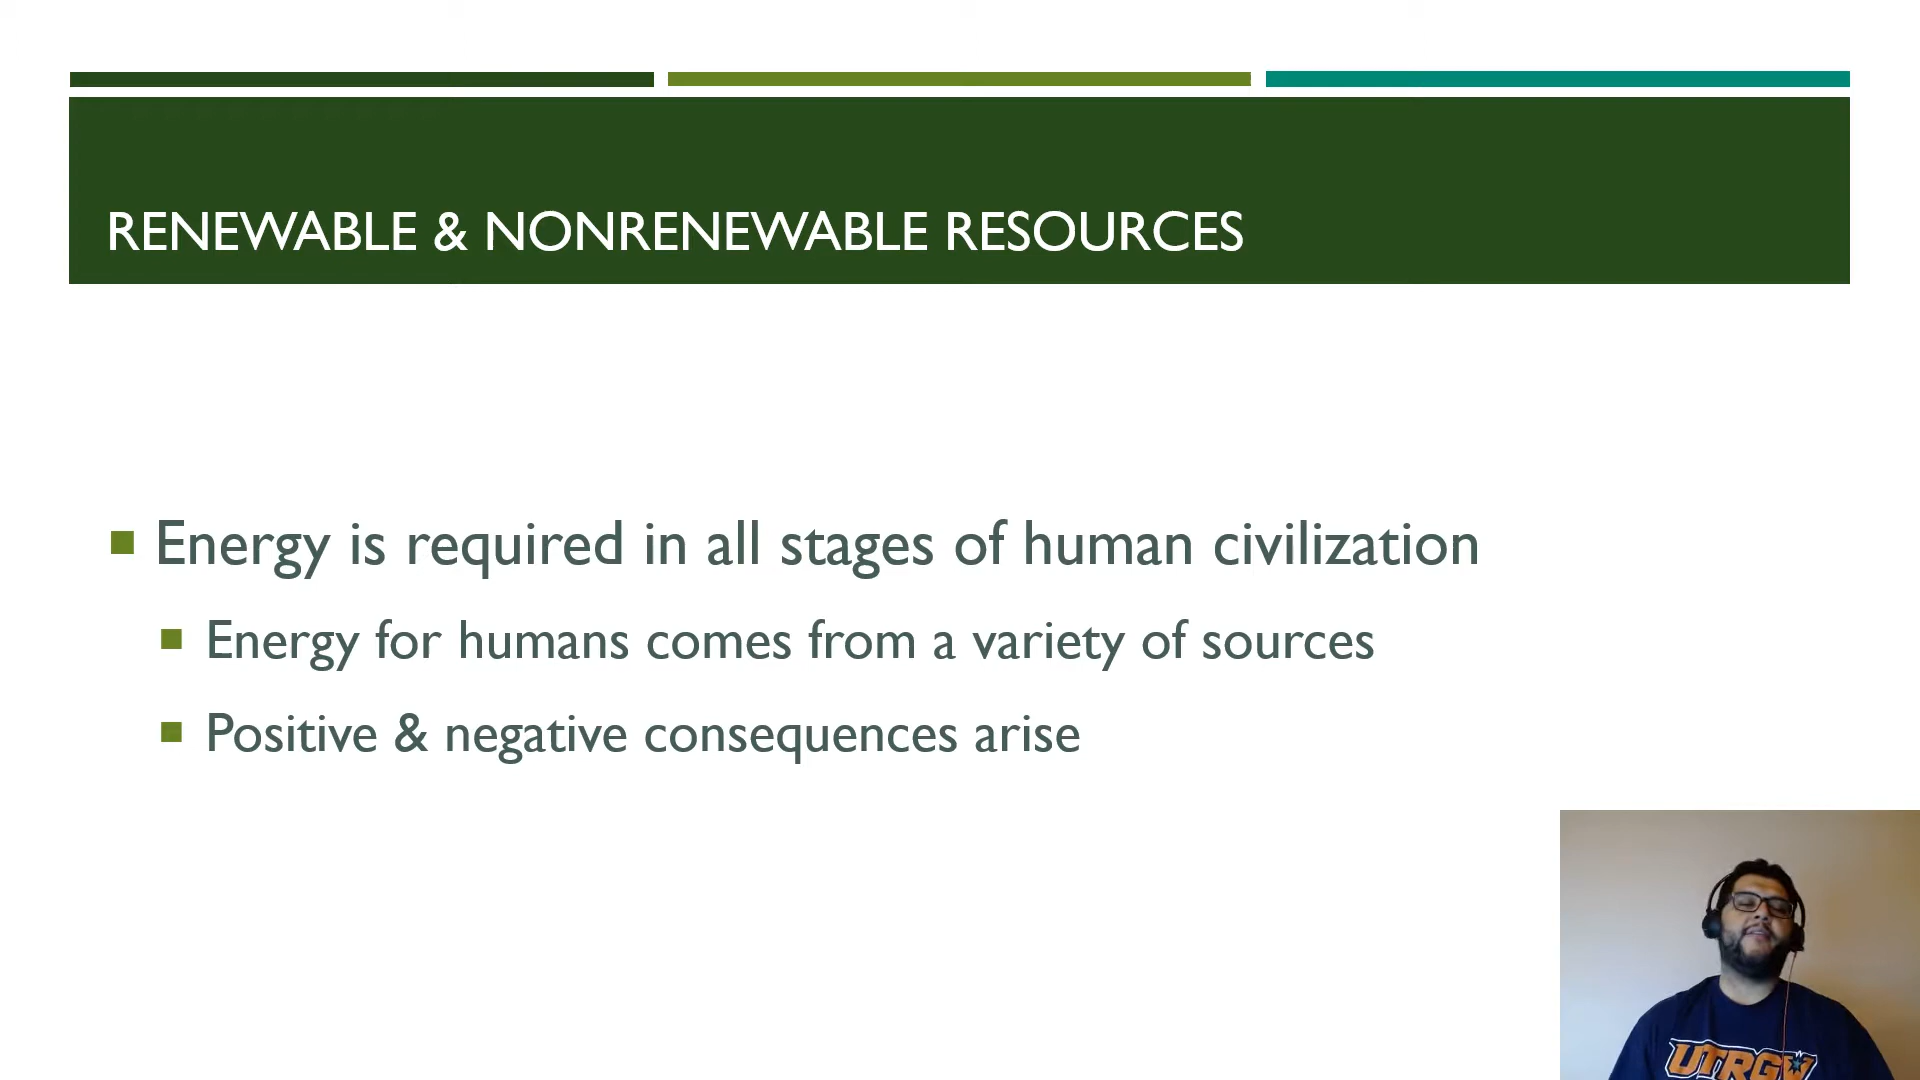 RENEWABLE & NONRENEWABLE RESOURCES
Energy is required in all stages of human civilization
Energy for humans comes from a variety of sources
Positive & negative consequences arise
UTRGV